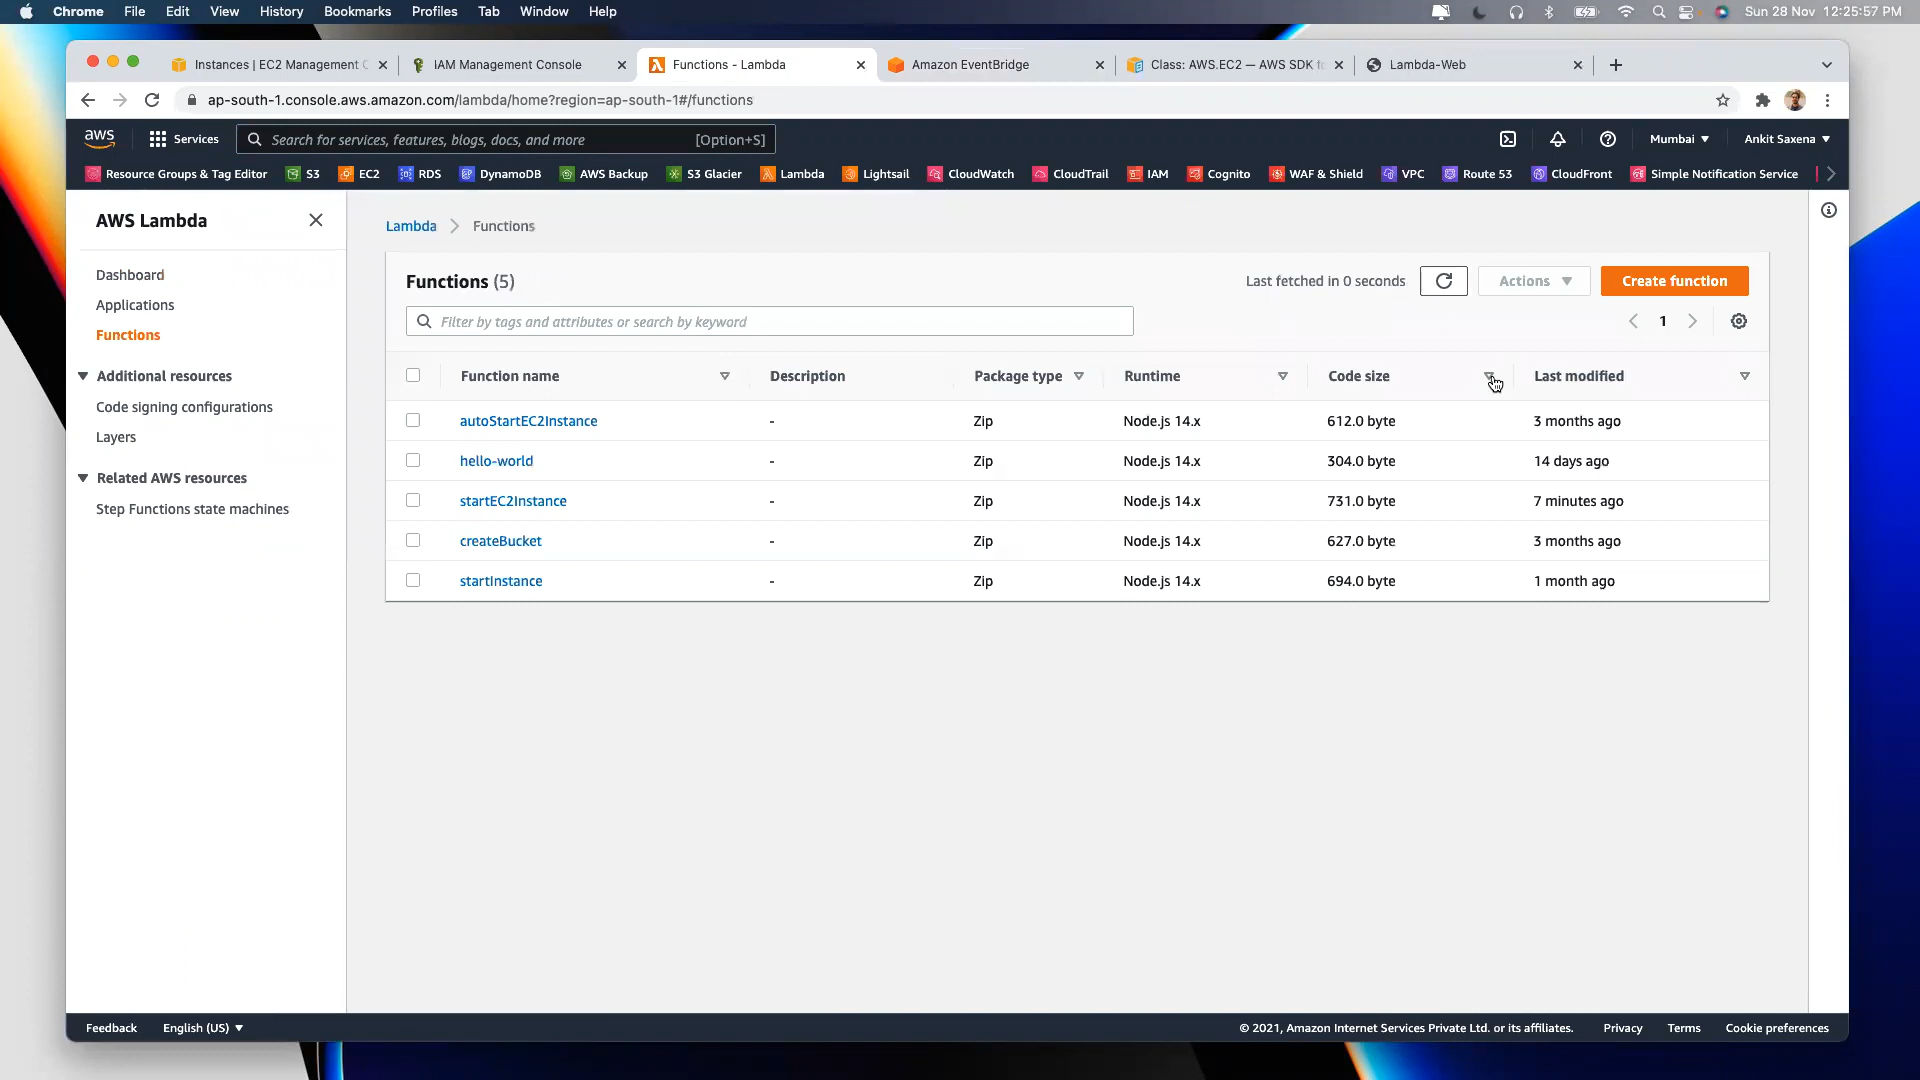 Chrome File Edit View History Bookmarks Profiles Tab Window Help Sun 28 Nov 12:25:57 PM
Instances | EC2 Management C IAM Management Console Functions - Lambda Amazon EventBridge Class: AWS.EC2 — AWS SDK fo Lambda-Web
ap-south-1.console.aws.amazon.com/lambda/home?region=ap-south-1#/functions
aws Services Search for services, features, blogs, docs, and more [Option+S] Mumbai Ankit Saxena
Resource Groups & Tag Editor S3 EC2 RDS DynamoDB AWS Backup S3 Glacier Lambda Lightsail CloudWatch CloudTrail IAM Cognito WAF & Shield VPC Route 53 CloudFront Simple Notification Service
AWS Lambda
Dashboard
Applications
Functions
Additional resources
Code signing configurations
Layers
Related AWS resources
Step Functions state machines
Lambda Functions
Functions (5) Last fetched in 0 seconds Actions Create function
Filter by tags and attributes or search by keyword 1
Function name Description Package type Runtime Code size Last modified
autoStartEC2Instance - Zip Node.js 14.x 612.0 byte 3 months ago
hello-world - Zip Node.js 14.x 304.0 byte 14 days ago
startEC2Instance - Zip Node.js 14.x 731.0 byte 7 minutes ago
createBucket - Zip Node.js 14.x 627.0 byte 3 months ago
startInstance - Zip Node.js 14.x 694.0 byte 1 month ago
Feedback English (US) © 2021, Amazon Internet Services Private Ltd. or its affiliates. Privacy Terms Cookie preferences